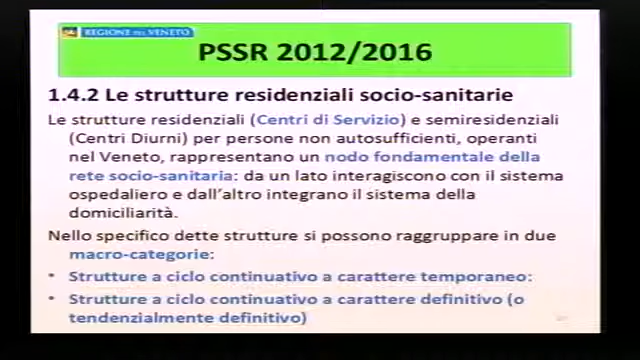 REGIONE DEL VENETO
PSSR 2012/2016
1.4.2 Le strutture residenziali socio-sanitarie
Le strutture residenziali (Centri di Servizio) e semiresidenziali
(Centri Diurni) per persone non autosufficienti, operanti
nel Veneto, rappresentano un nodo fondamentale della
rete socio-sanitaria: da un lato interagiscono con il sistema
ospedaliero e dall'altro integrano il sistema della
domiciliarità.
Nello specifico dette strutture si possono raggruppare in due
macro-categorie:
• Strutture a ciclo continuativo a carattere temporaneo:
• Strutture a ciclo continuativo a carattere definitivo (o
tendenzialmente definitivo)